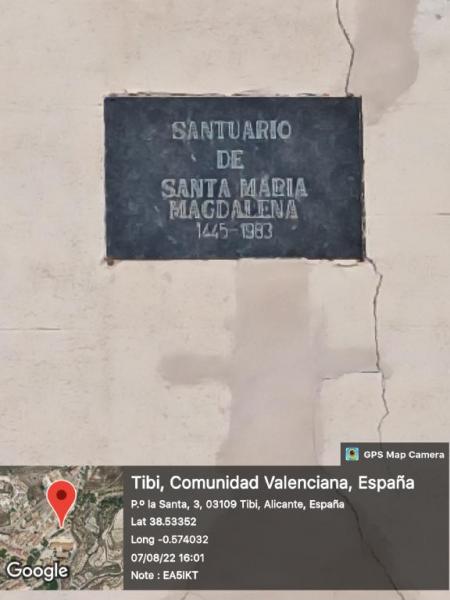 SANTUARIO
DE
SANTA MARIA
MAGDALENA
1445-1983
GPS Map Camera
Tibi, Comunidad Valenciana, España
P.º la Santa, 3, 03109 Tibi, Alicante, España
Lat 38.53352
Long -0.574032
07/08/22 16:01
Note : EA5IKT
Google